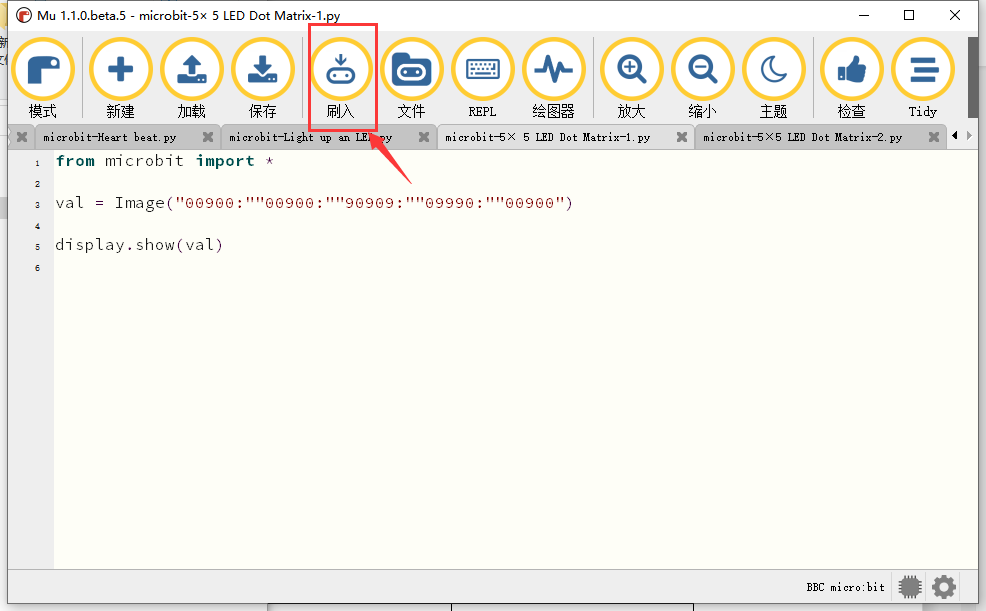 Mu 1.1.0.beta.5 - microbit-5× 5 LED Dot Matrix-1.py
模式 新建 加载 保存 刷入 文件 REPL 绘图器 放大 缩小 主题 检查 Tidy
microbit-Heart beat.py microbit-Light up an LED.py microbit-5× 5 LED Dot Matrix-1.py microbit-5×5 LED Dot Matrix-2.py
1 from microbit import *
2
3 val = Image("00900:""00900:""90909:""09990:""00900")
4
5 display.show(val)
6
BBC micro:bit